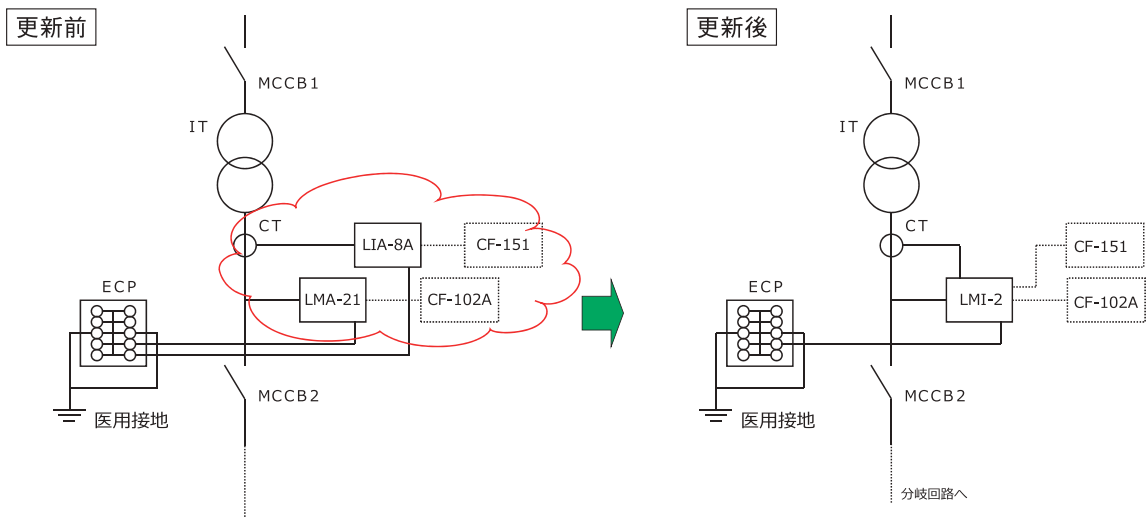 更新前
MCCB1
IT
CT
LIA-8A
CF-151
LMA-21
CF-102A
ECP
MCCB2
医用接地
更新後
MCCB1
IT
CT
CF-151
LMI-2
CF-102A
ECP
MCCB2
医用接地
分岐回路へ